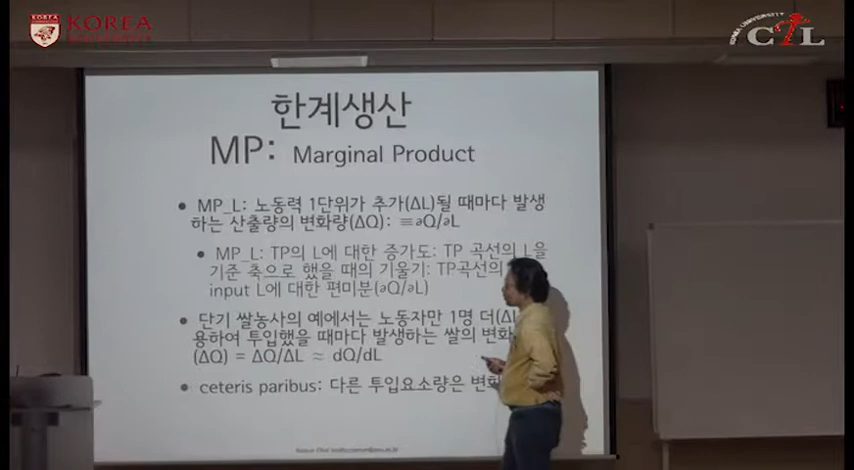 KOREA
CTL
한계생산
MP: Marginal Product
• MP_L: 노동력 1단위가 추가(ΔL)될 때마다 발생
하는 산출량의 변화량(ΔQ): ≡∂Q/∂L
• MP_L: TP의 L에 대한 증가도: TP 곡선의 L을
기준 축으로 했을 때의 기울기: TP곡선의
input L에 대한 편미분(∂Q/∂L)
• 단기 쌀농사의 예에서는 노동자만 1명 더(ΔL
용하여 투입했을 때마다 발생하는 쌀의 변화
(ΔQ) = ΔQ/ΔL ≈ dQ/dL
• ceteris paribus: 다른 투입요소량은 변화